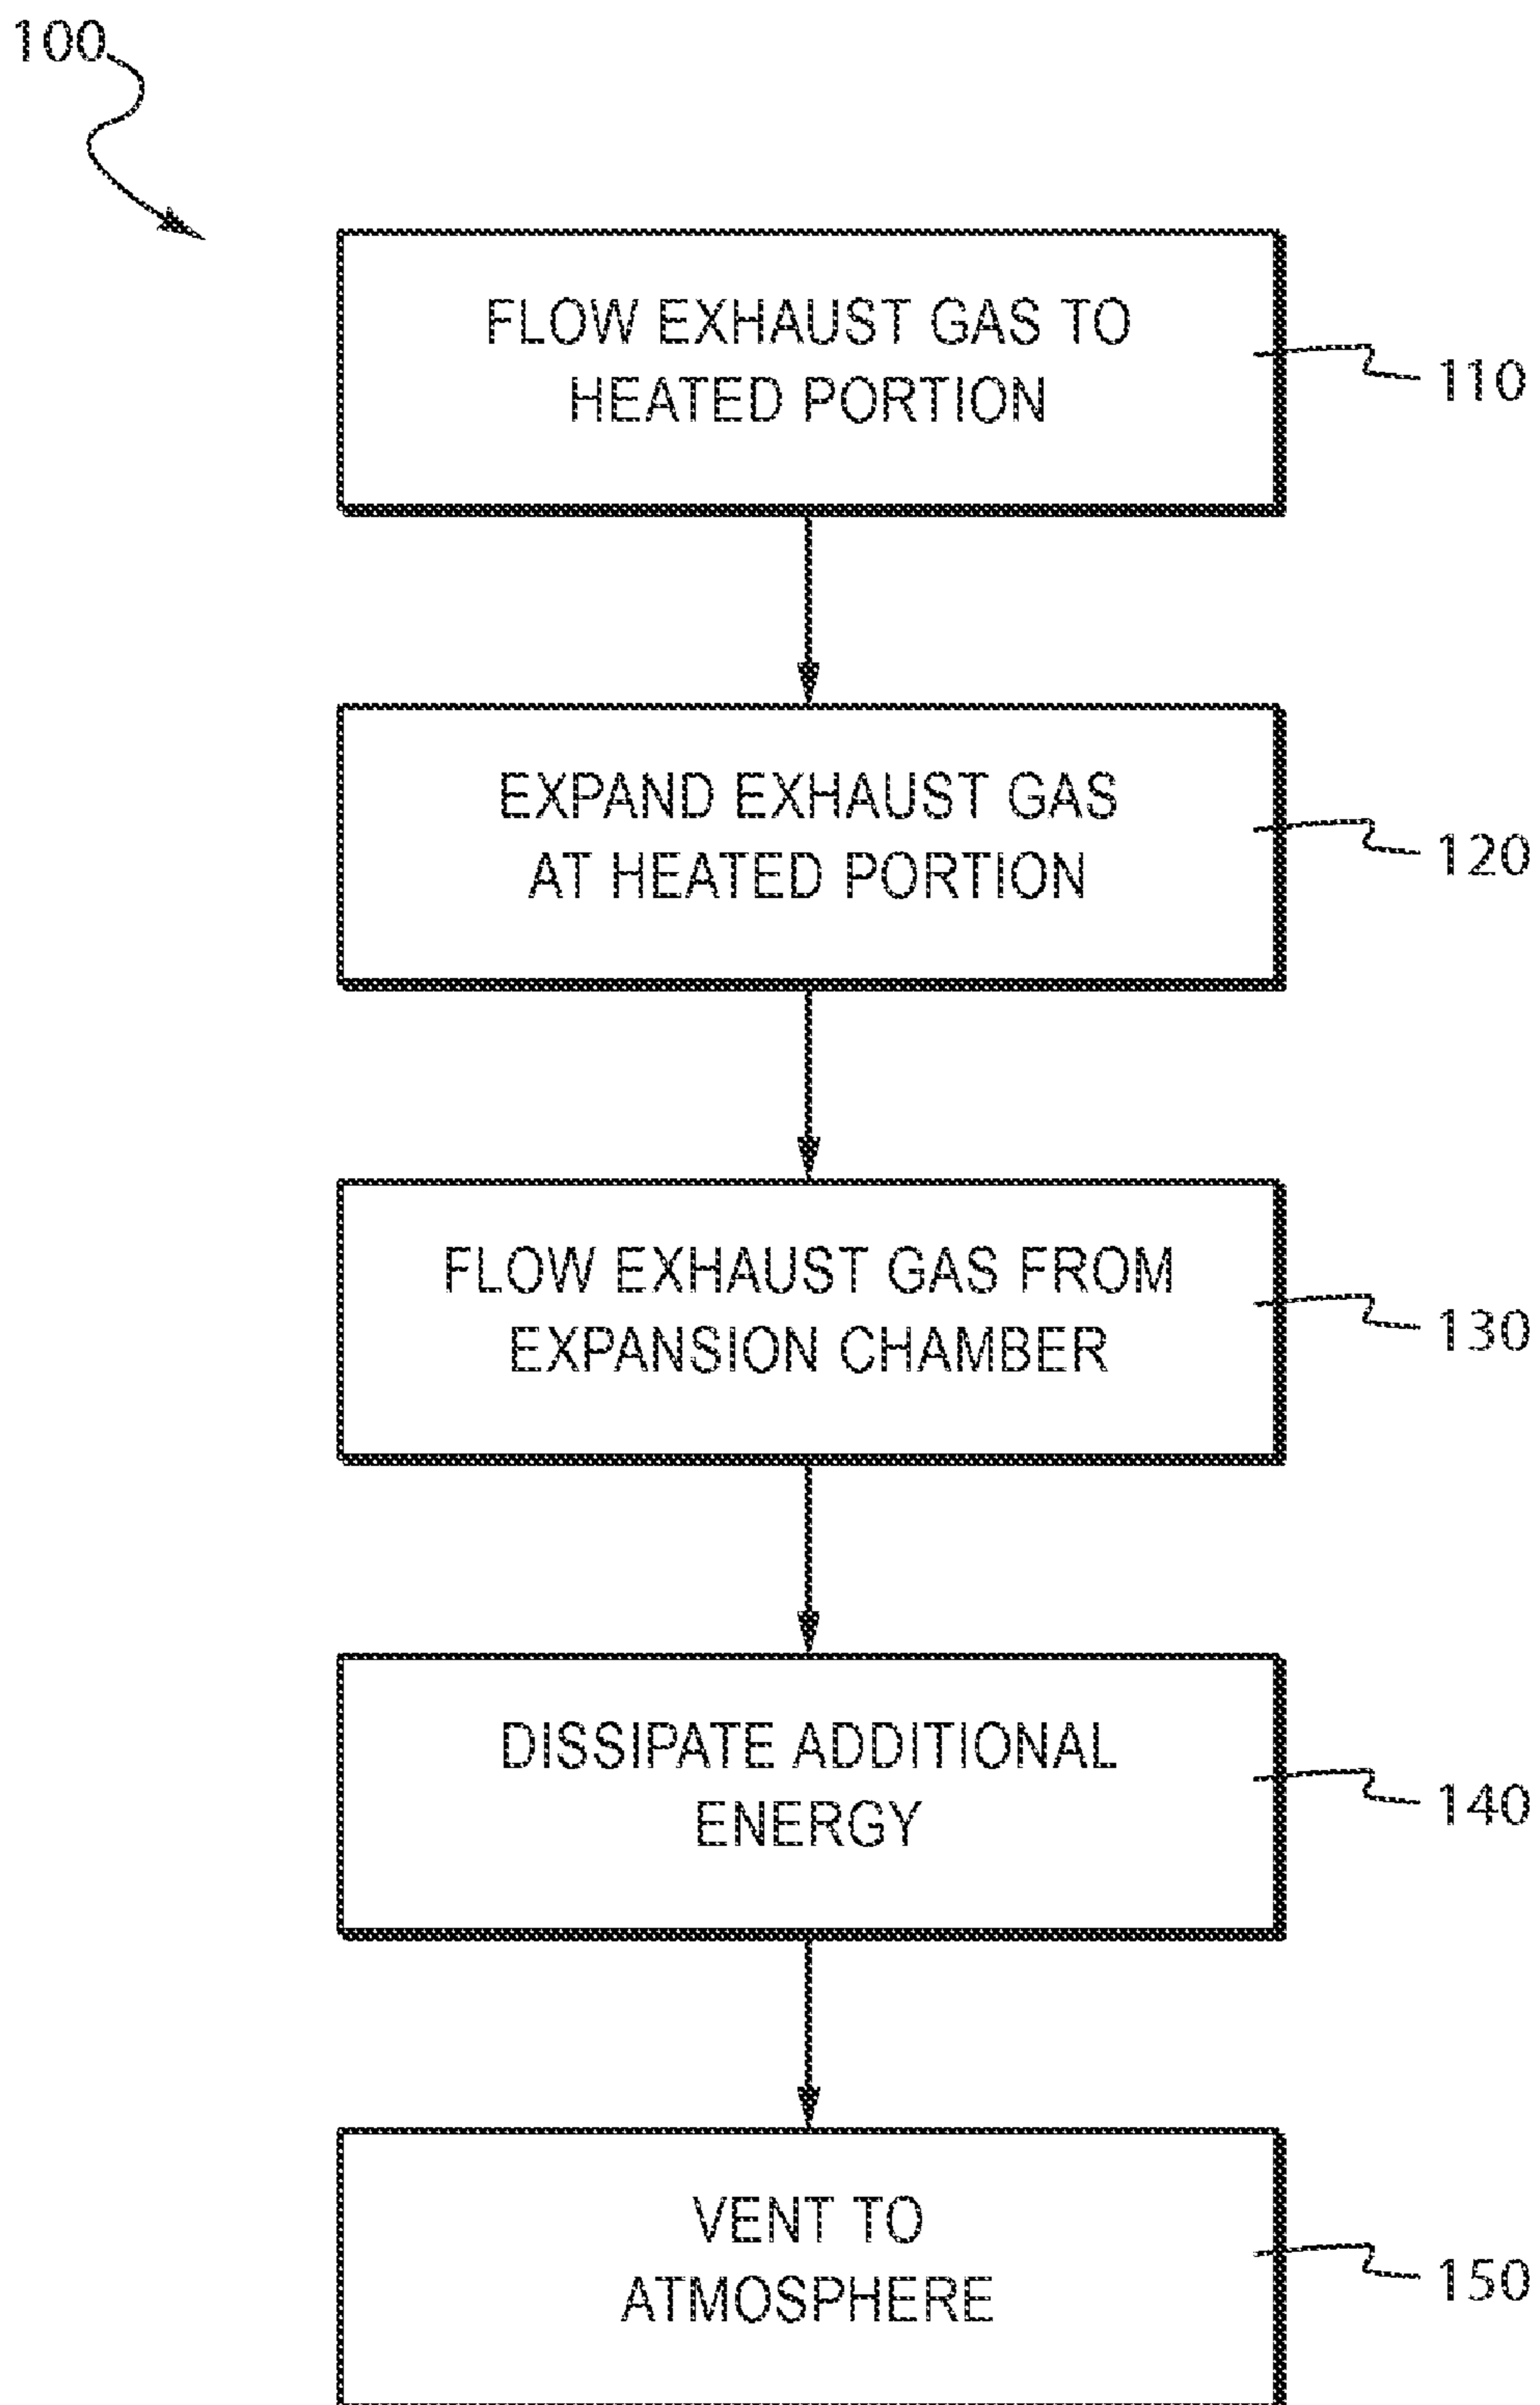 100
FLOW EXHAUST GAS TO
HEATED PORTION
110
EXPAND EXHAUST GAS
AT HEATED PORTION
120
FLOW EXHAUST GAS FROM
EXPANSION CHAMBER
130
DISSIPATE ADDITIONAL
ENERGY
140
VENT TO
ATMOSPHERE
150